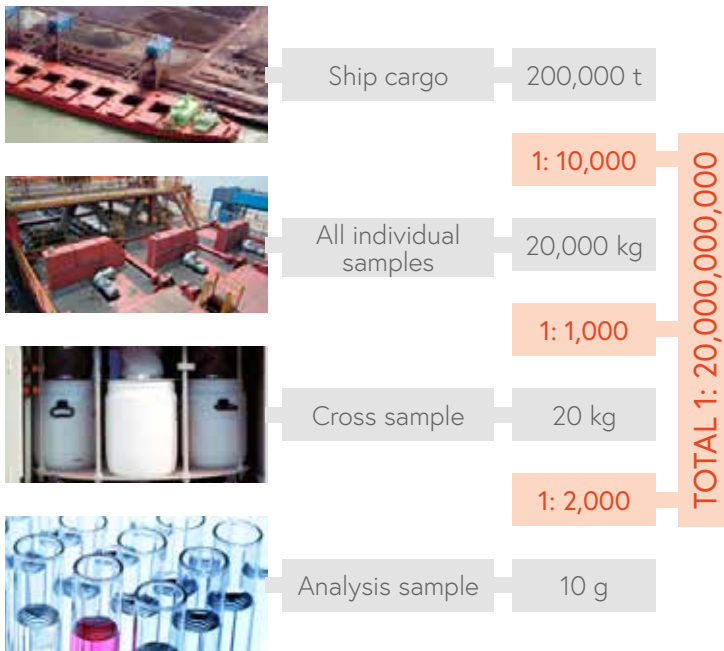 Ship cargo
200,000 t
1: 10,000
All individual
samples
20,000 kg
1: 1,000
Cross sample
20 kg
1: 2,000
Analysis sample
10 g
TOTAL 1: 20,000,000,000